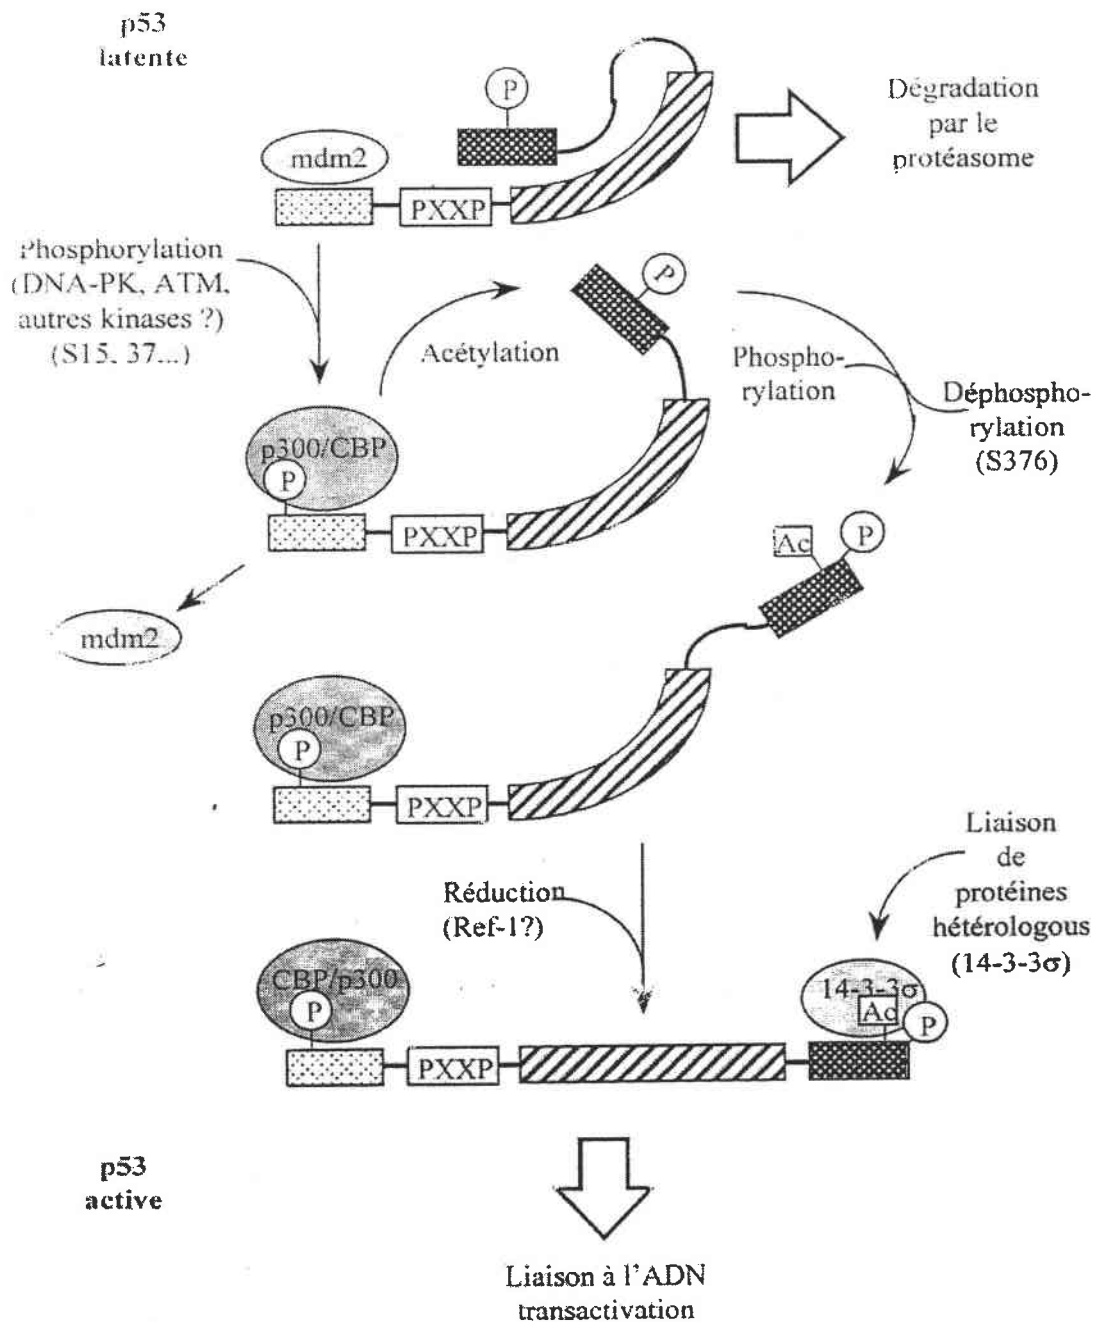 p53
latente
P
Dégradation
par le
protéasome
mdm2
PXXP
Phosphorylation
(DNA-PK, ATM,
autres kinases ?)
(S15, 37...)
P
Acétylation
Phospho-
rylation
Déphospho-
rylation
(S376)
p300/CBP
P
PXXP
Ac
P
mdm2
p300/CBP
P
PXXP
Liaison
de
protéines
hétérologous
(14-3-3σ)
Réduction
(Ref-1?)
CBP/p300
P
14-3-3σ
Ac
P
PXXP
p53
active
Liaison à l'ADN
transactivation